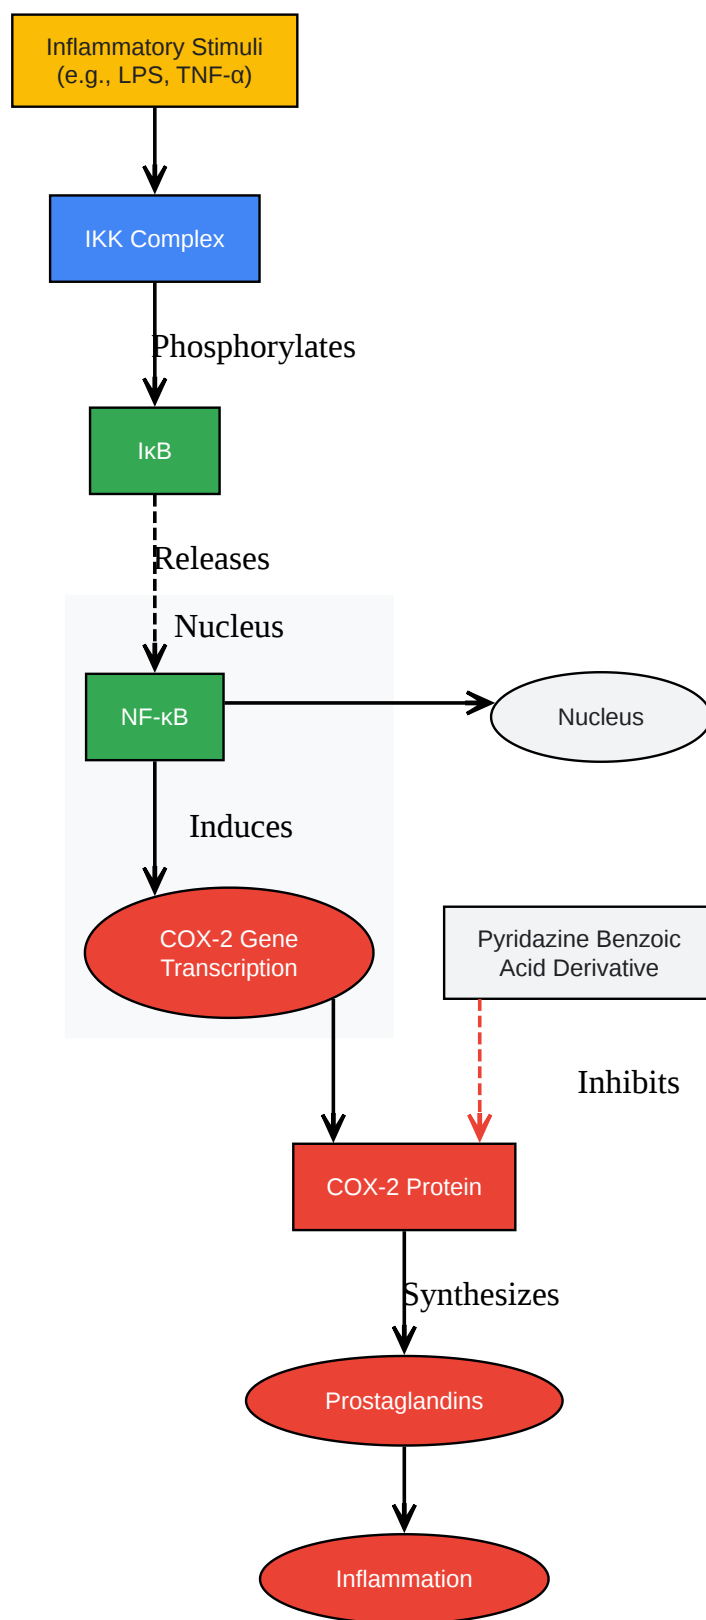 Inflammatory Stimuli
(e.g., LPS, TNF-α)
IKK Complex
Phosphorylates
IκB
Releases
Nucleus
NF-κB
Nucleus
Induces
COX-2 Gene
Transcription
Pyridazine Benzoic
Acid Derivative
Inhibits
COX-2 Protein
Synthesizes
Prostaglandins
Inflammation